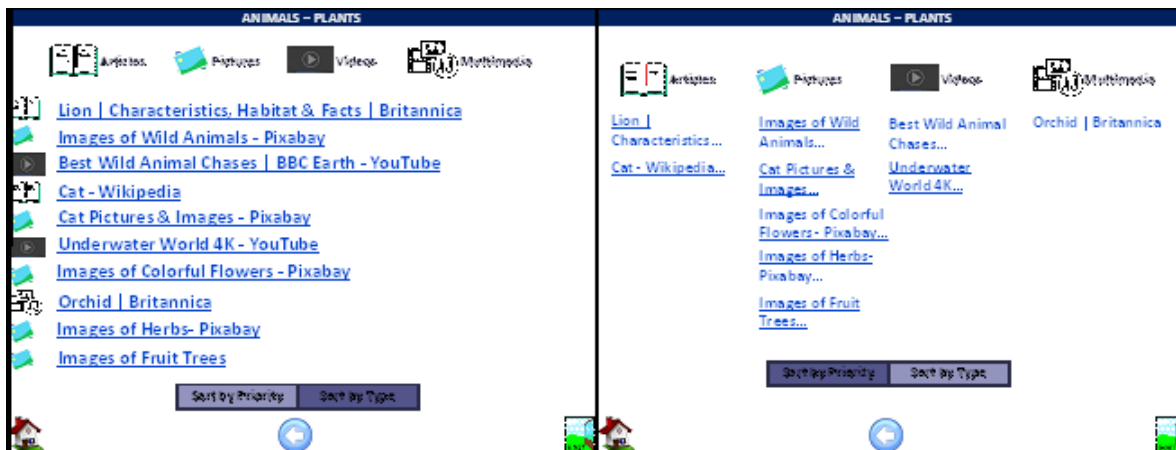 ANIMALS – PLANTS
Articles Pictures Videos Multimedia
Lion | Characteristics, Habitat & Facts | Britannica
Images of Wild Animals - Pixabay
Best Wild Animal Chases | BBC Earth - YouTube
Cat - Wikipedia
Cat Pictures & Images - Pixabay
Underwater World 4K - YouTube
Images of Colorful Flowers - Pixabay
Orchid | Britannica
Images of Herbs- Pixabay
Images of Fruit Trees
Sort by Priority Sort by Type
ANIMALS – PLANTS
Articles Pictures Videos Multimedia
Lion |
Characteristics...
Cat - Wikipedia...
Images of Wild
Animals...
Cat Pictures &
Images...
Images of Colorful
Flowers- Pixabay...
Images of Herbs-
Pixabay...
Images of Fruit
Trees...
Best Wild Animal
Chases...
Underwater
World 4K...
Orchid | Britannica
Sort by Priority Sort by Type